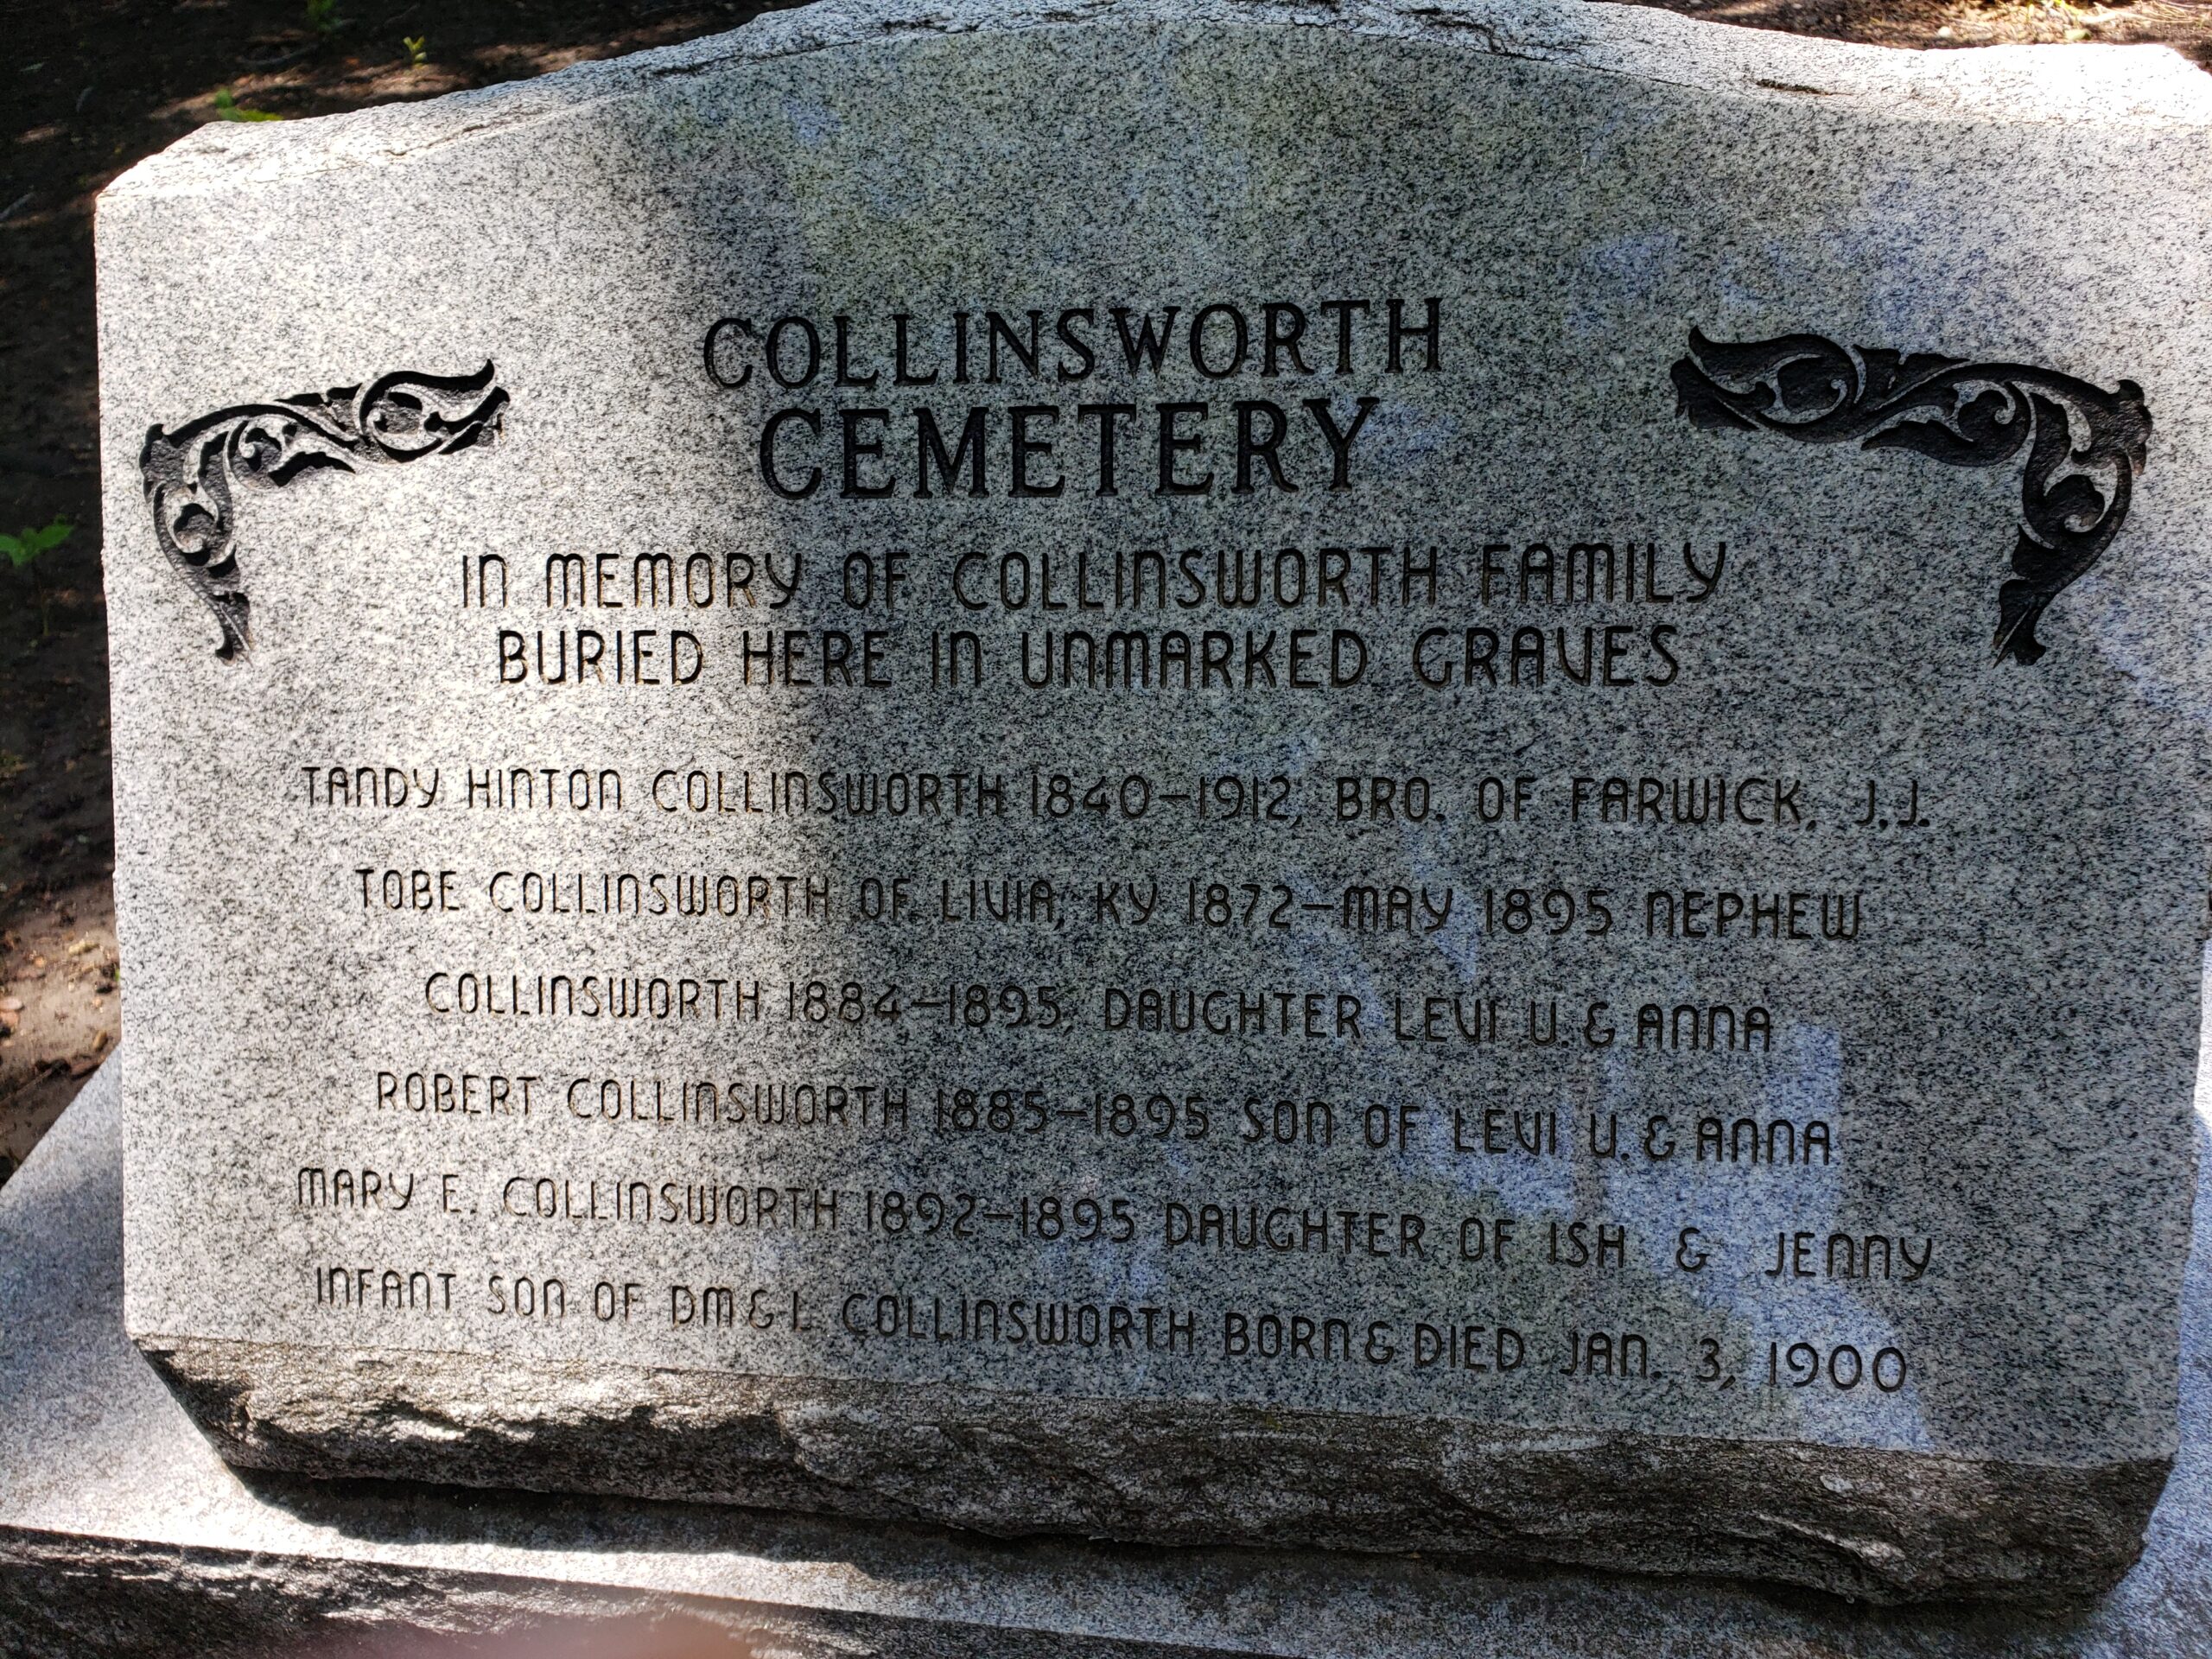 COLLINSWORTH
CEMETERY
IN MEMORY OF COLLINSWORTH FAMILY
BURIED HERE IN UNMARKED GRAVES
TANDY HINTON COLLINSWORTH 1840-1912, BRO. OF FARWICK, J.J.
TOBE COLLINSWORTH OF LIVIA, KY 1872-MAY 1895 NEPHEW
COLLINSWORTH 1884-1895, DAUGHTER LEVI U. & ANNA
ROBERT COLLINSWORTH 1885-1895 SON OF LEVI U. & ANNA
MARY E. COLLINSWORTH 1892-1895 DAUGHTER OF ISH & JENNY
INFANT SON OF DM & L COLLINSWORTH BORN & DIED JAN. 3, 1900